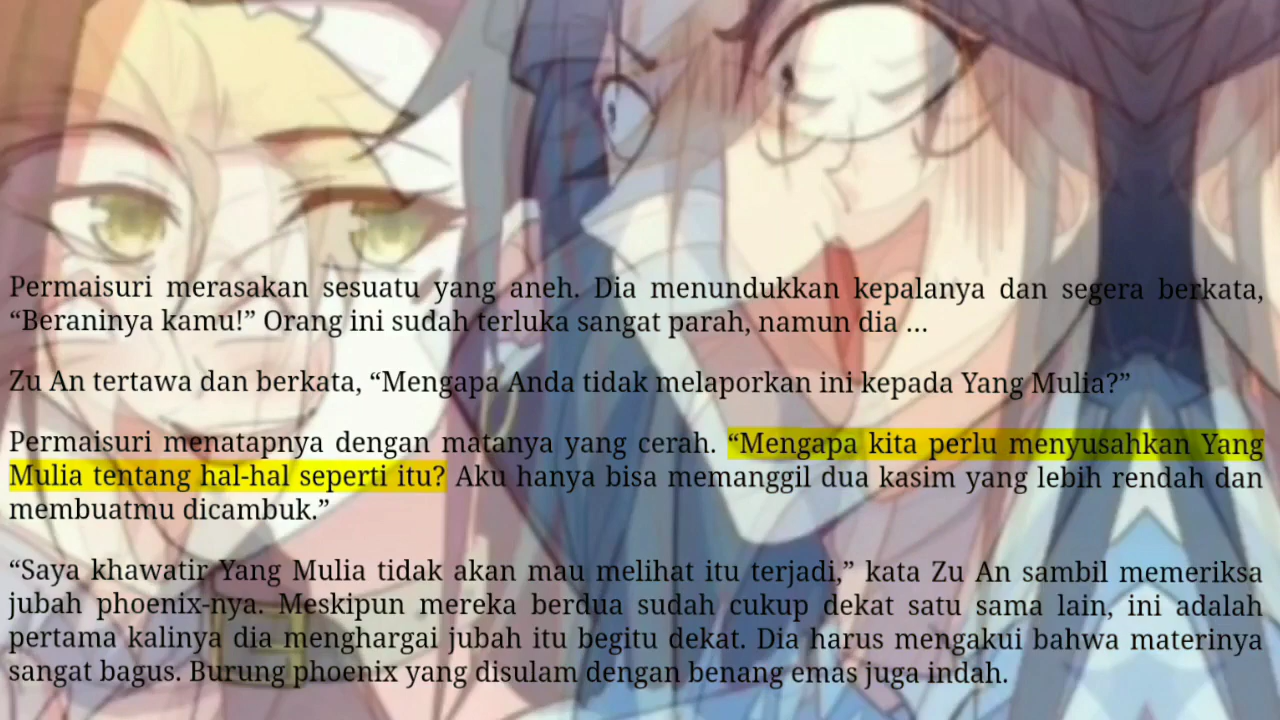 Permaisuri merasakan sesuatu yang aneh. Dia menundukkan kepalanya dan segera berkata,
“Beraninya kamu!” Orang ini sudah terluka sangat parah, namun dia ...
Zu An tertawa dan berkata, “Mengapa Anda tidak melaporkan ini kepada Yang Mulia?”
Permaisuri menatapnya dengan matanya yang cerah. “Mengapa kita perlu menyusahkan Yang
Mulia tentang hal-hal seperti itu? Aku hanya bisa memanggil dua kasim yang lebih rendah dan
membuatmu dicambuk.”
“Saya khawatir Yang Mulia tidak akan mau melihat itu terjadi,” kata Zu An sambil memeriksa
jubah phoenix-nya. Meskipun mereka berdua sudah cukup dekat satu sama lain, ini adalah
pertama kalinya dia menghargai jubah itu begitu dekat. Dia harus mengakui bahwa materinya
sangat bagus. Burung phoenix yang disulam dengan benang emas juga indah.